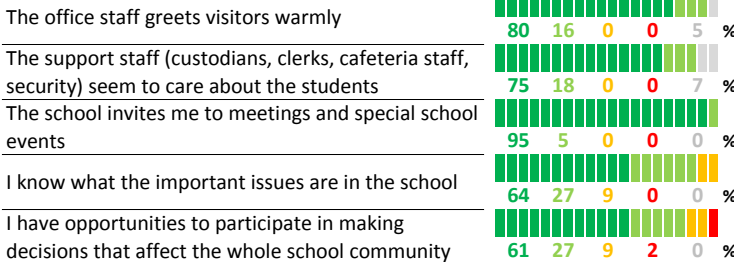 The office staff greets visitors warmly
80 16 0 0 5 %
The support staff (custodians, clerks, cafeteria staff,
security) seem to care about the students
75 18 0 0 7 %
The school invites me to meetings and special school
events
95 5 0 0 0 %
I know what the important issues are in the school
64 27 9 0 0 %
I have opportunities to participate in making
decisions that affect the whole school community
61 27 9 2 0 %